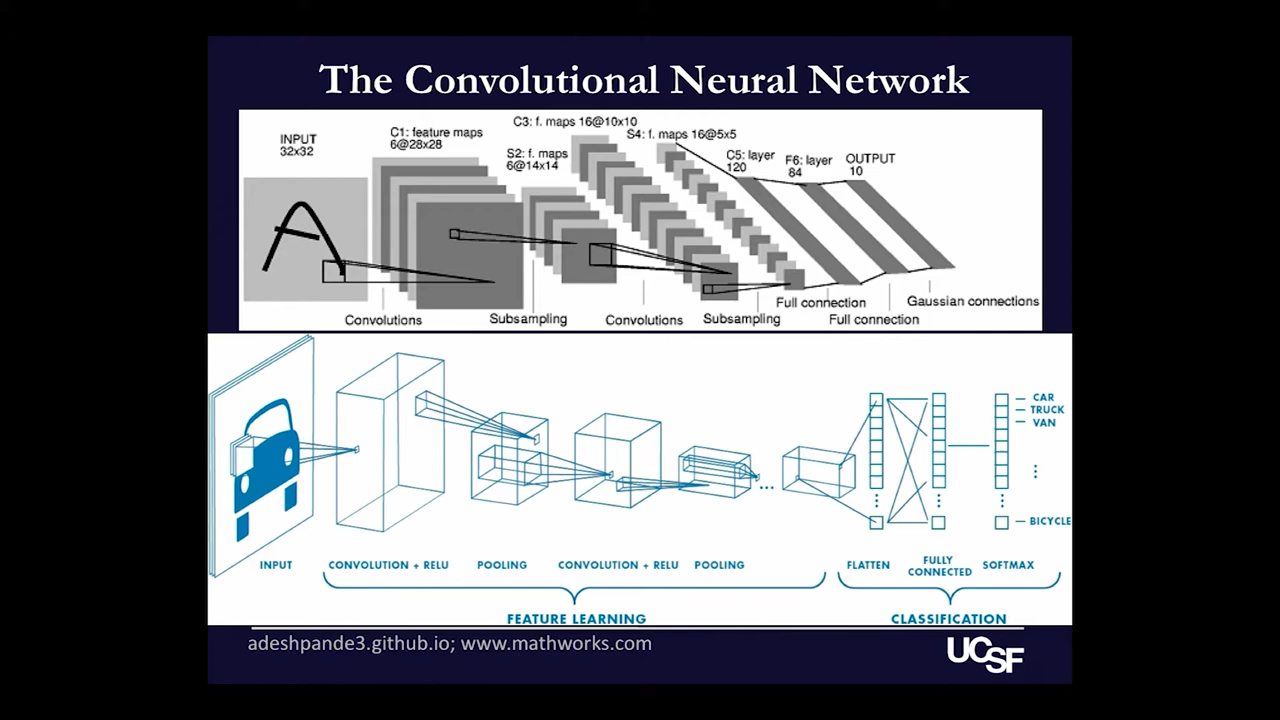 The Convolutional Neural Network
INPUT
32x32
C1: feature maps
6@28x28
S2: f. maps
6@14x14
C3: f. maps 16@10x10
S4: f. maps 16@5x5
C5: layer
120
F6: layer
84
OUTPUT
10
Convolutions
Subsampling
Convolutions
Subsampling
Full connection
Full connection
Gaussian connections
CAR
TRUCK
VAN
BICYCLE
INPUT
CONVOLUTION + RELU
POOLING
CONVOLUTION + RELU
POOLING
FLATTEN
FULLY
CONNECTED
SOFTMAX
FEATURE LEARNING
CLASSIFICATION
adeshpande3.github.io; www.mathworks.com
UCSF